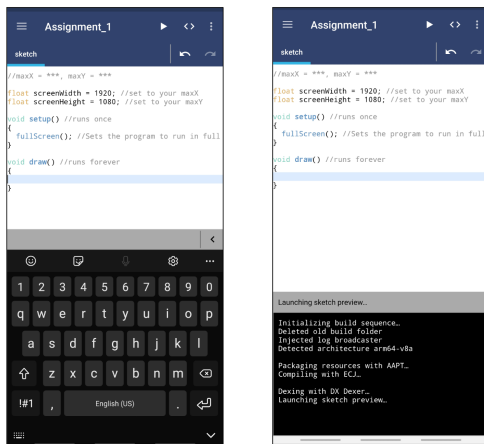 Assignment_1
sketch
//maxX = ***, maxY = ***
float screenWidth = 1920; //set to your maxX
float screenHeight = 1080; //set to your maxY
void setup() //runs once
{
fullScreen(); //Sets the program to run in full
}
void draw() //runs forever
{
}
1 2 3 4 5 6 7 8 9 0
q w e r t y u i o p
a s d f g h j k l
z x c v b n m
!#1 , English (US) .
Assignment_1
sketch
//maxX = ***, maxY = ***
float screenWidth = 1920; //set to your maxX
float screenHeight = 1080; //set to your maxY
void setup() //runs once
{
fullScreen(); //Sets the program to run in full
}
void draw() //runs forever
{
}
Launching sketch preview…
Initializing build sequence…
Deleted old build folder
Injected log broadcaster
Detected architecture arm64-v8a
Packaging resources with AAPT…
Compiling with ECJ…
Dexing with DX Dexer…
Launching sketch preview…